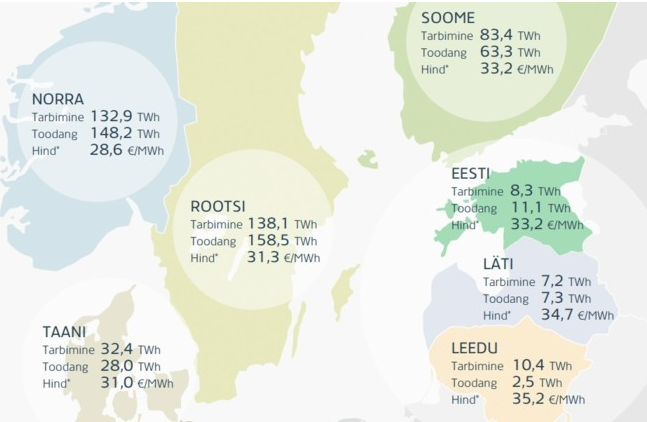 SOOME
Tarbimine 83,4 TWh
Toodang 63,3 TWh
Hind* 33,2 €/MWh
NORRA
Tarbimine 132,9 TWh
Toodang 148,2 TWh
Hind* 28,6 €/MWh
EESTI
Tarbimine 8,3 TWh
Toodang 11,1 TWh
Hind* 33,2 €/MWh
ROOTSI
Tarbimine 138,1 TWh
Toodang 158,5 TWh
Hind* 31,3 €/MWh
LÄTI
Tarbimine 7,2 TWh
Toodang 7,3 TWh
Hind* 34,7 €/MWh
TAANI
Tarbimine 32,4 TWh
Toodang 28,0 TWh
Hind* 31,0 €/MWh
LEEDU
Tarbimine 10,4 TWh
Toodang 2,5 TWh
Hind* 35,2 €/MWh